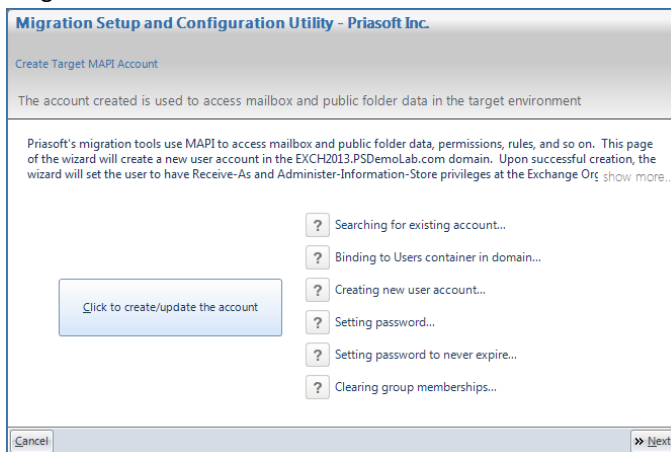 Migration Setup and Configuration Utility - Priasoft Inc.
Create Target MAPI Account
The account created is used to access mailbox and public folder data in the target environment
Priasoft's migration tools use MAPI to access mailbox and public folder data, permissions, rules, and so on. This page
of the wizard will create a new user account in the EXCH2013.PSDemoLab.com domain. Upon successful creation, the
wizard will set the user to have Receive-As and Administer-Information-Store privileges at the Exchange Org show more...
? Searching for existing account...
? Binding to Users container in domain...
? Creating new user account...
Click to create/update the account
? Setting password...
? Setting password to never expire...
? Clearing group memberships...
Cancel
» Next